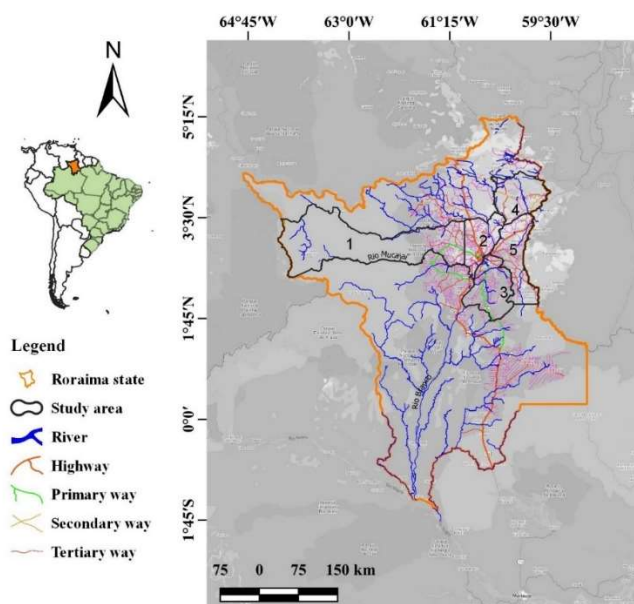 64°45'W 63°0'W 61°15'W 59°30'W
N
5°15'N
3°30'N
1°45'N
0°0'
1°45'S
1
2
3
4
5
Rio Mucajaí
Rio Branco
Legend
Roraima state
Study area
River
Highway
Primary way
Secondary way
Tertiary way
75 0 75 150 km